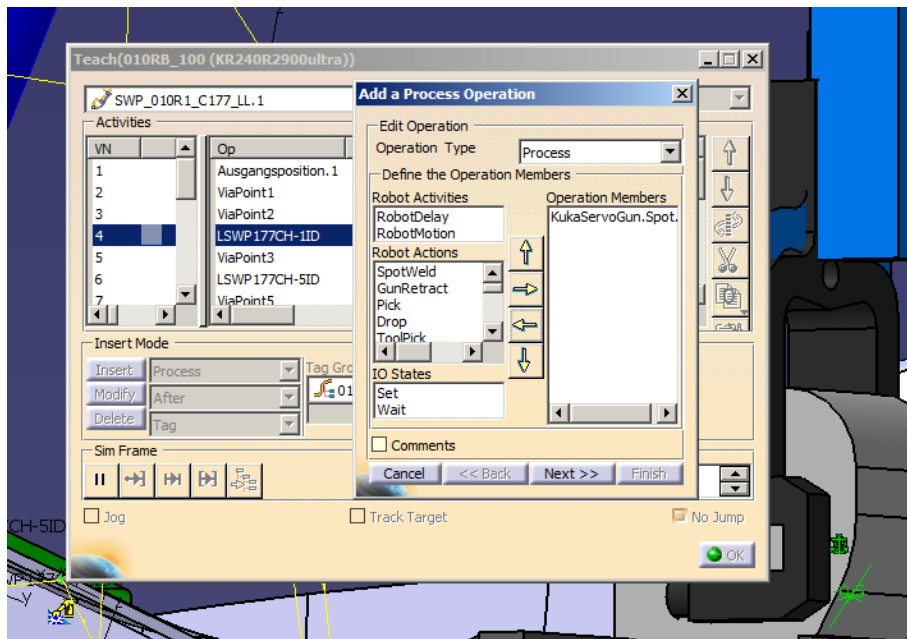 Teach(010RB_100 (KR240R2900ultra))
SWP_010R1_C177_LL.1
Activities
VN
Op
1
Ausgangsposition.1
2
ViaPoint1
3
ViaPoint2
4
LSWP177CH-1ID
5
ViaPoint3
6
LSWP177CH-5ID
7
ViaPoint5
Insert Mode
Insert
Process
Tag Gro
Modify
After
01
Delete
Tag
Sim Frame
Jog
Track Target
No Jump
OK
Add a Process Operation
Edit Operation
Operation Type
Process
Define the Operation Members
Robot Activities
Operation Members
RobotDelay
KukaServoGun.Spot.
RobotMotion
Robot Actions
SpotWeld
GunRetract
Pick
Drop
ToolPick
IO States
Set
Wait
Comments
Cancel
<< Back
Next >>
Finish
CH-5ID
Y